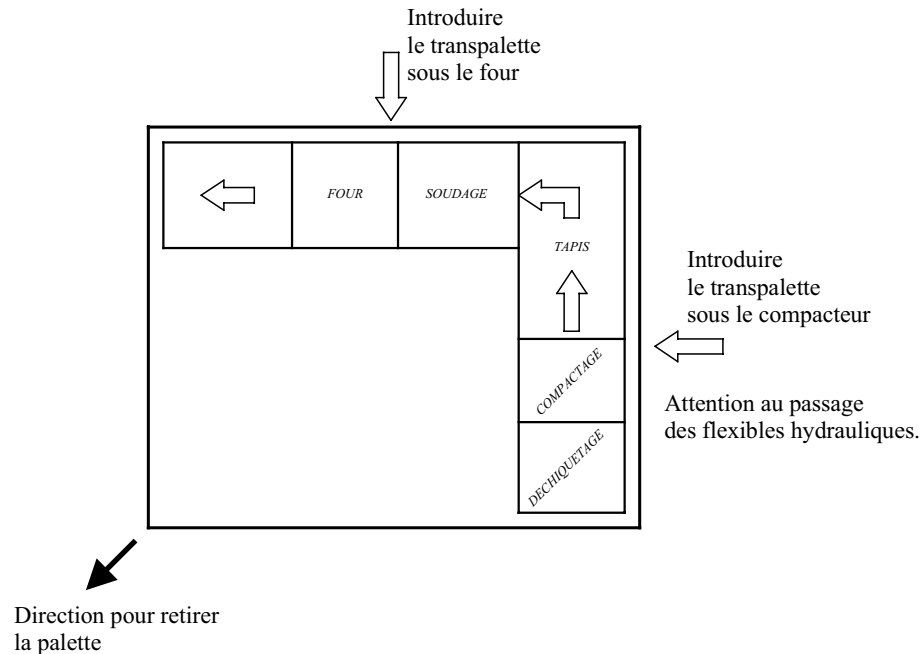 Introduire
le transpalette
sous le four
FOUR
SOUDAGE
TAPIS
Introduire
le transpalette
sous le compacteur
COMPACTAGE
Attention au passage
des flexibles hydrauliques.
DECHIQUETAGE
Direction pour retirer
la palette